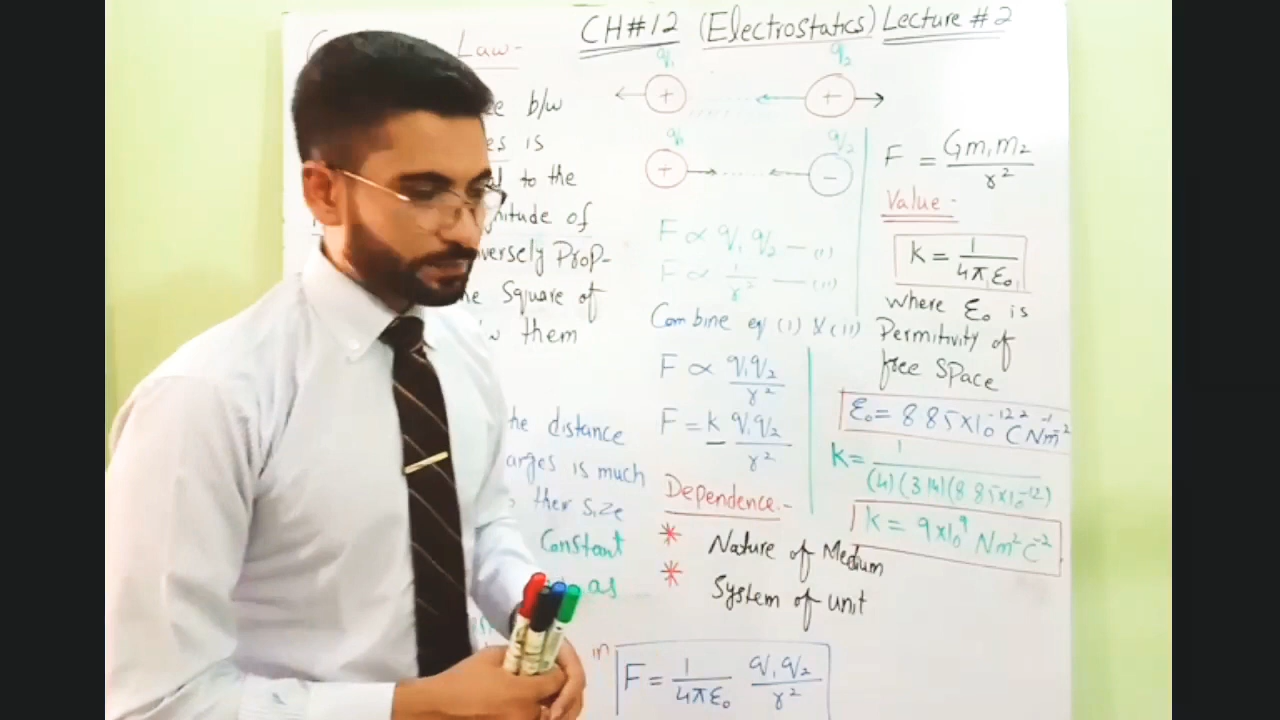 CH#12 (Electrostatics) Lecture #2
Law-
b/w
es is
to the
nitude of
versely Prop-
he Square of
w them
the distance
arges is much
their size
Constant
as
q₁ q₂
+ +
q₁ q₂
+ -
F ∝ q₁ q₂ — (i)
F ∝ 1/r² — (ii)
Combine eq (i) & (ii)
F ∝ q₁q₂/r²
F = k q₁q₂/r²
Dependence:-
* Nature of Medium
* System of unit
in
F = 1/4πε₀ q₁q₂/r²
F = Gm₁m₂/r²
Value:-
k = 1/4πε₀
where ε₀ is
Permitivity of
free Space
ε₀ = 8.85×10⁻¹² C²N⁻¹m⁻²
k = 1/(4)(3.14)(8.85×10⁻¹²)
k = 9×10⁹ Nm²C⁻²